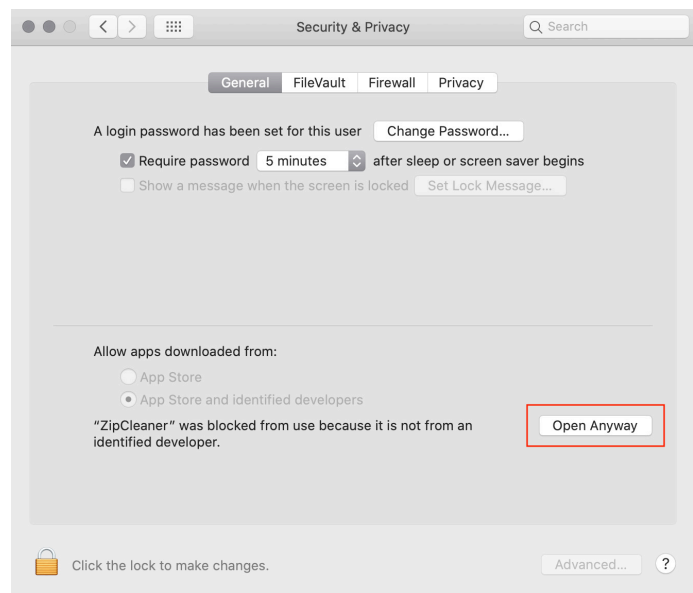 Security & Privacy
Search
General
FileVault
Firewall
Privacy
A login password has been set for this user
Change Password...
Require password
5 minutes
after sleep or screen saver begins
Show a message when the screen is locked
Set Lock Message...
Allow apps downloaded from:
App Store
App Store and identified developers
“ZipCleaner” was blocked from use because it is not from an
identified developer.
Open Anyway
Click the lock to make changes.
Advanced...
?